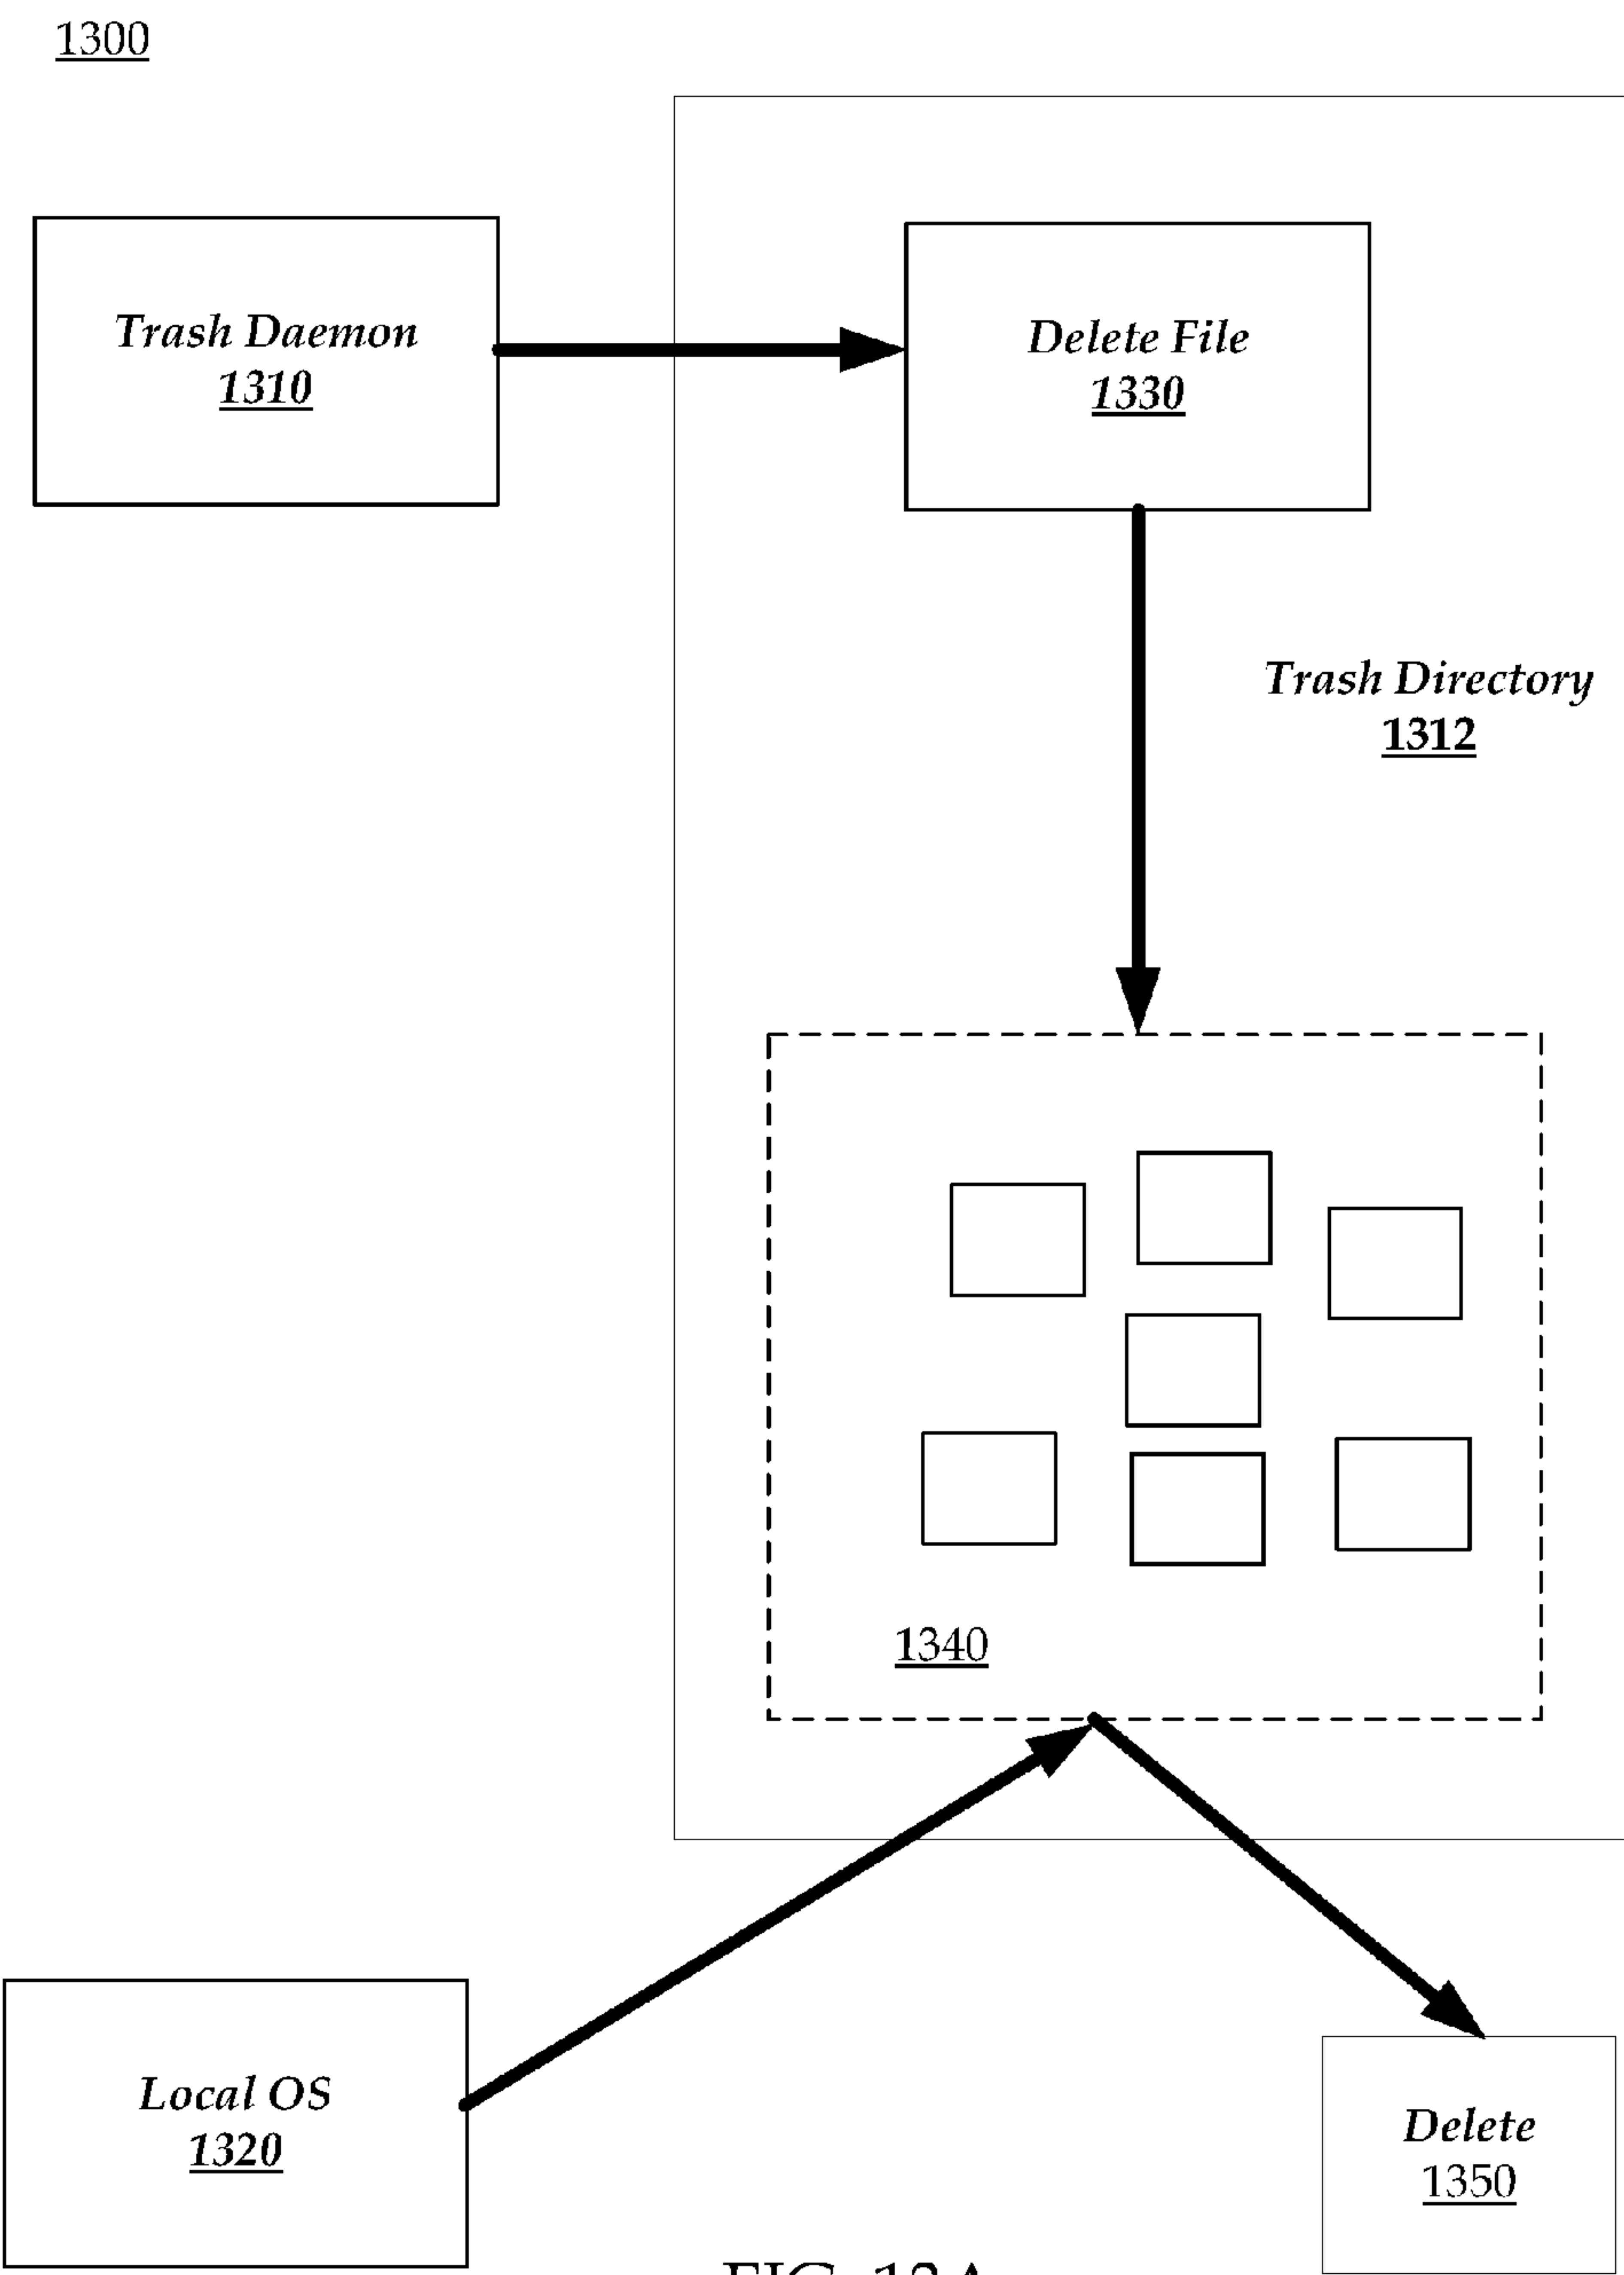 1300
Trash Daemon
1310
Delete File
1330
Trash Directory
1312
1340
Local OS
1320
Delete
1350